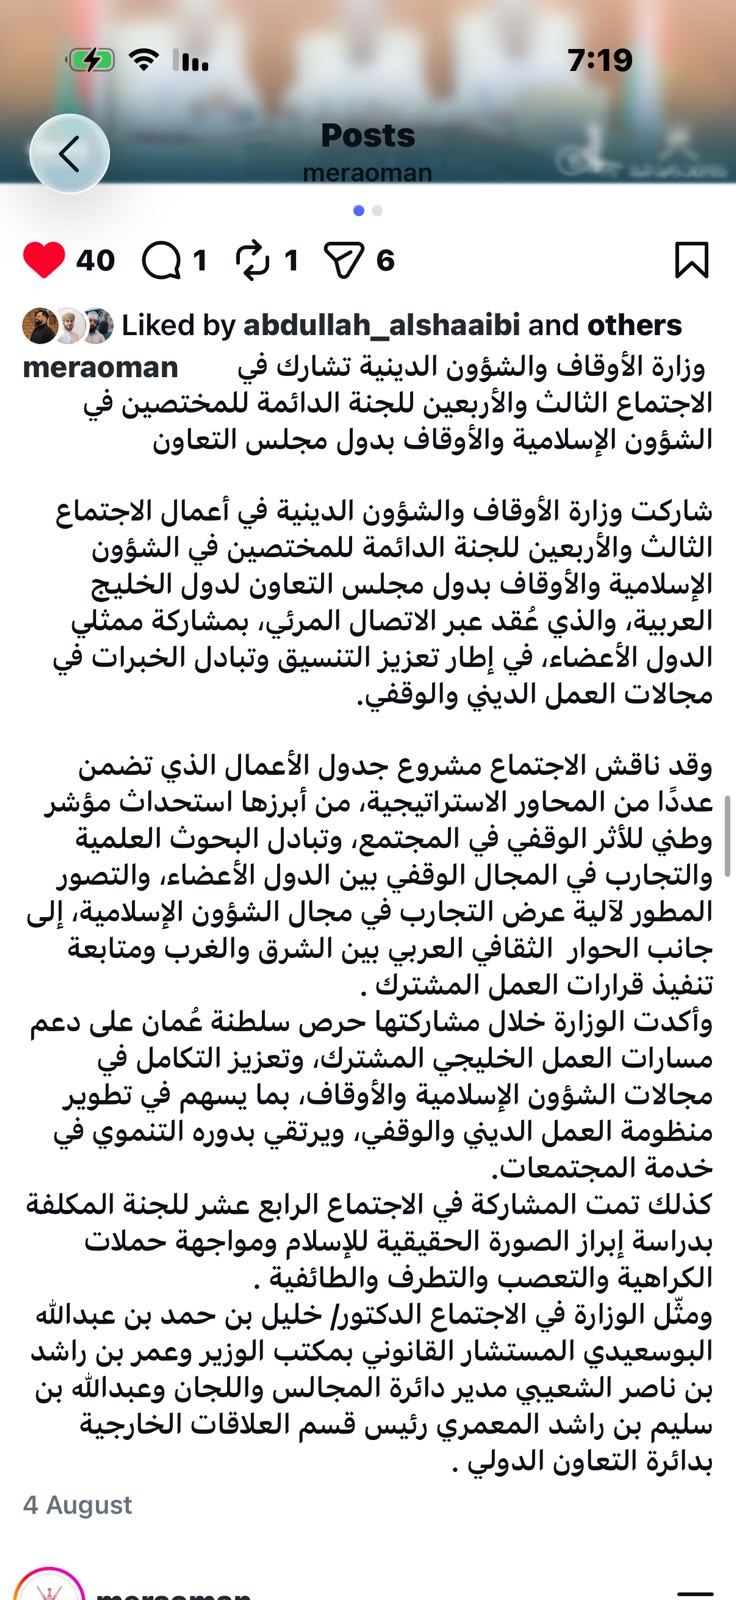 7:19
Posts
meraoman
40 1 1 6
Liked by abdullah_alshaaibi and others
meraoman وزارة الأوقاف والشؤون الدينية تشارك في
الاجتماع الثالث والأربعين للجنة الدائمة للمختصين في
الشؤون الإسلامية والأوقاف بدول مجلس التعاون
شاركت وزارة الأوقاف والشؤون الدينية في أعمال الاجتماع
الثالث والأربعين للجنة الدائمة للمختصين في الشؤون
الإسلامية والأوقاف بدول مجلس التعاون لدول الخليج
العربية، والذي عُقد عبر الاتصال المرئي، بمشاركة ممثلي
الدول الأعضاء، في إطار تعزيز التنسيق وتبادل الخبرات في
مجالات العمل الديني والوقفي.
وقد ناقش الاجتماع مشروع جدول الأعمال الذي تضمن
عددًا من المحاور الاستراتيجية، من أبرزها استحداث مؤشر
وطني للأثر الوقفي في المجتمع، وتبادل البحوث العلمية
والتجارب في المجال الوقفي بين الدول الأعضاء، والتصور
المطور لآلية عرض التجارب في مجال الشؤون الإسلامية، إلى
جانب الحوار  الثقافي العربي بين الشرق والغرب ومتابعة
تنفيذ قرارات العمل المشترك .
وأكدت الوزارة خلال مشاركتها حرص سلطنة عُمان على دعم
مسارات العمل الخليجي المشترك، وتعزيز التكامل في
مجالات الشؤون الإسلامية والأوقاف، بما يسهم في تطوير
منظومة العمل الديني والوقفي، ويرتقي بدوره التنموي في
خدمة المجتمعات.
كذلك تمت المشاركة في الاجتماع الرابع عشر للجنة المكلفة
بدراسة إبراز الصورة الحقيقية للإسلام ومواجهة حملات
الكراهية والتعصب والتطرف والطائفية .
ومثّل الوزارة في الاجتماع الدكتور/ خليل بن حمد بن عبدالله
البوسعيدي المستشار القانوني بمكتب الوزير وعمر بن راشد
بن ناصر الشعيبي مدير دائرة المجالس واللجان وعبدالله بن
سليم بن راشد المعمري رئيس قسم العلاقات الخارجية
بدائرة التعاون الدولي .
4 August
meraoman